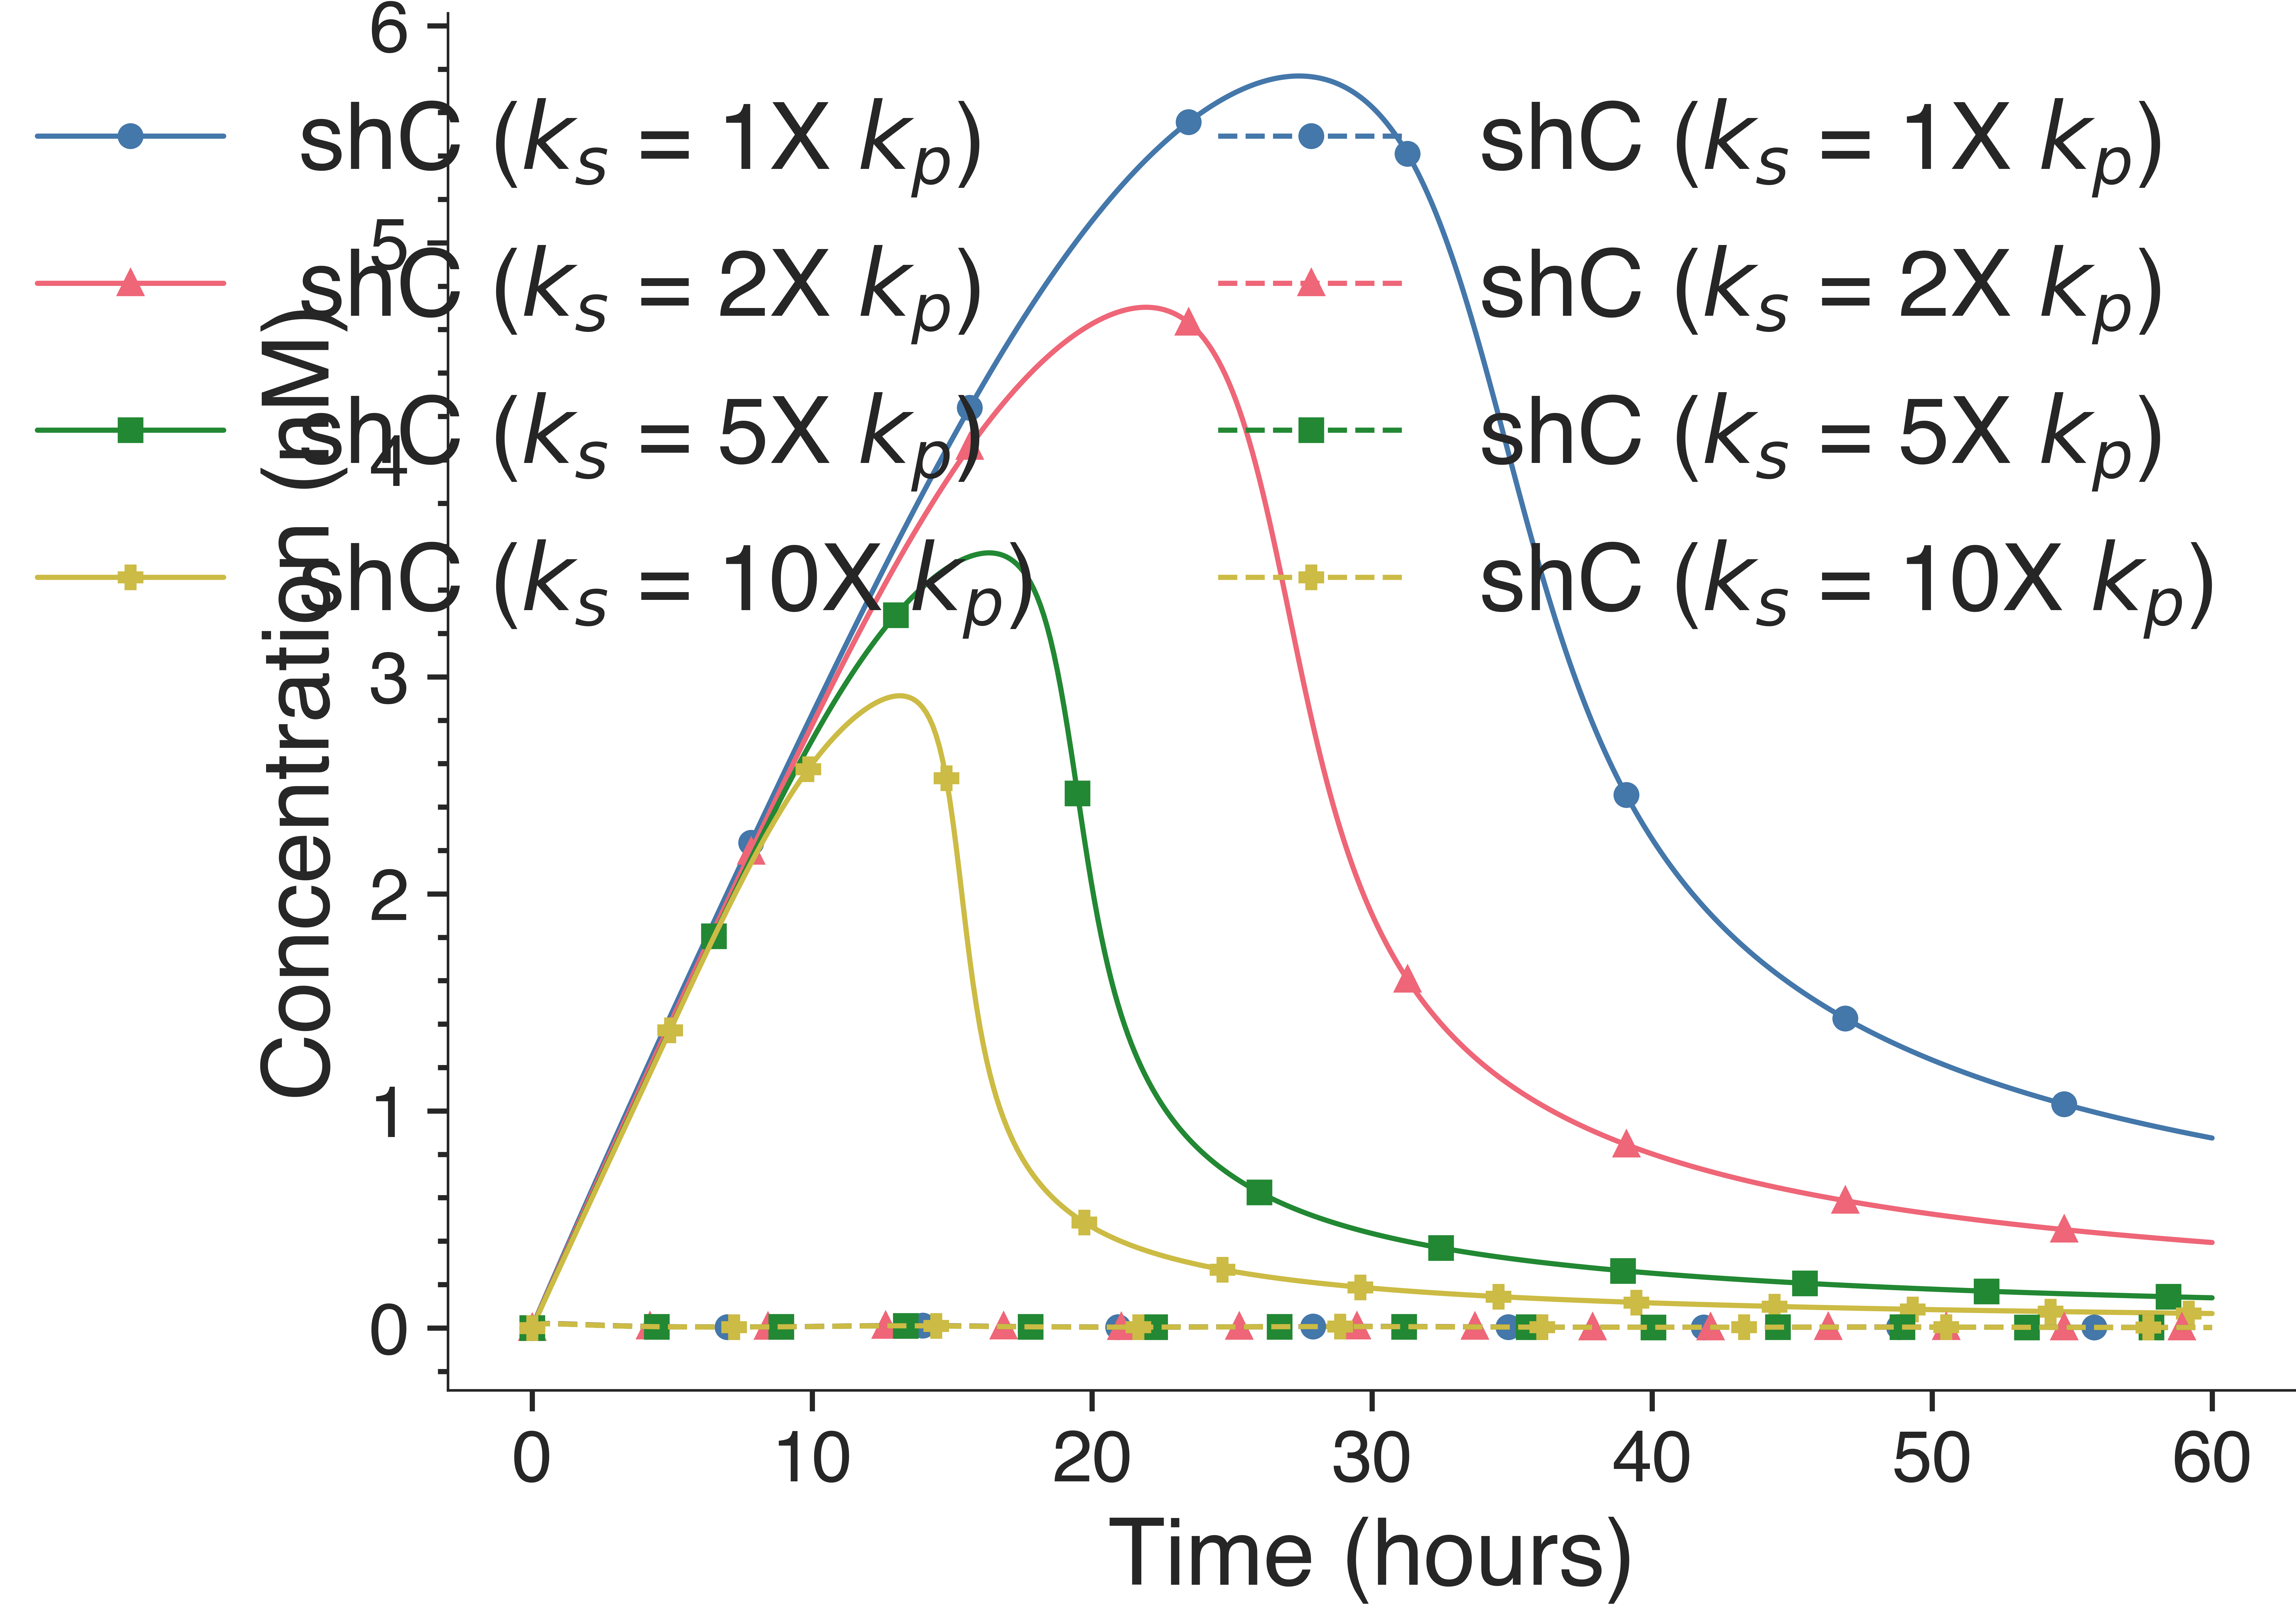 shC (ks = 1X kp)
shC (ks = 2X kp)
shC (ks = 5X kp)
shC (ks = 10X kp)
shC (ks = 1X kp)
shC (ks = 2X kp)
shC (ks = 5X kp)
shC (ks = 10X kp)
Concentration (nM)
6
5
4
3
2
1
0
0 10 20 30 40 50 60
Time (hours)